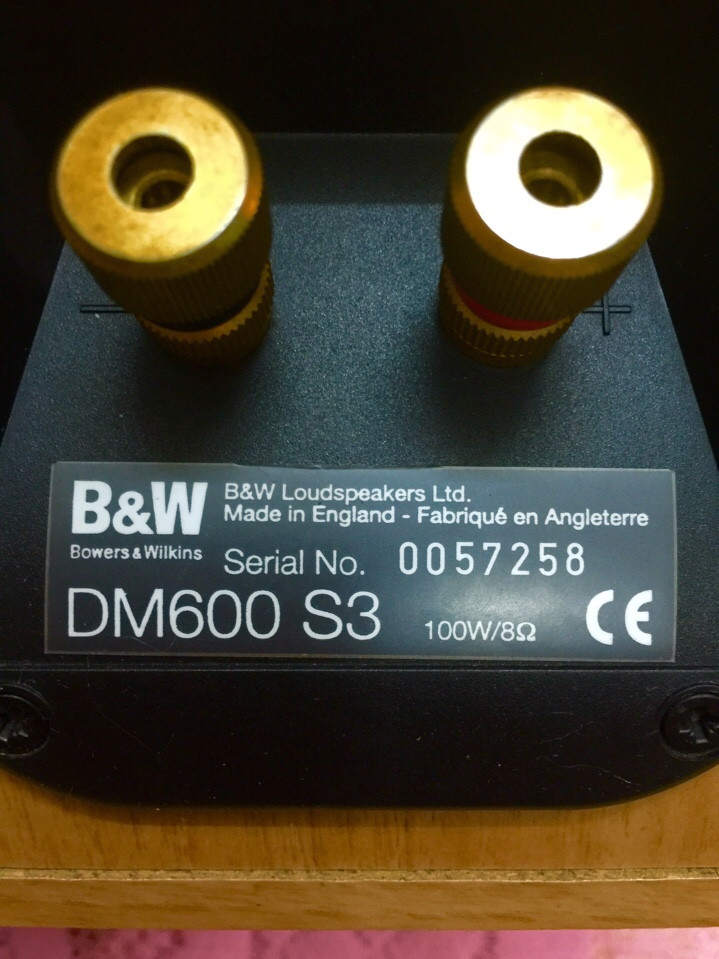 − +
B&W
Bowers & Wilkins
B&W Loudspeakers Ltd.
Made in England - Fabriqué en Angleterre
Serial No. 0057258
DM600 S3 100W/8Ω CE